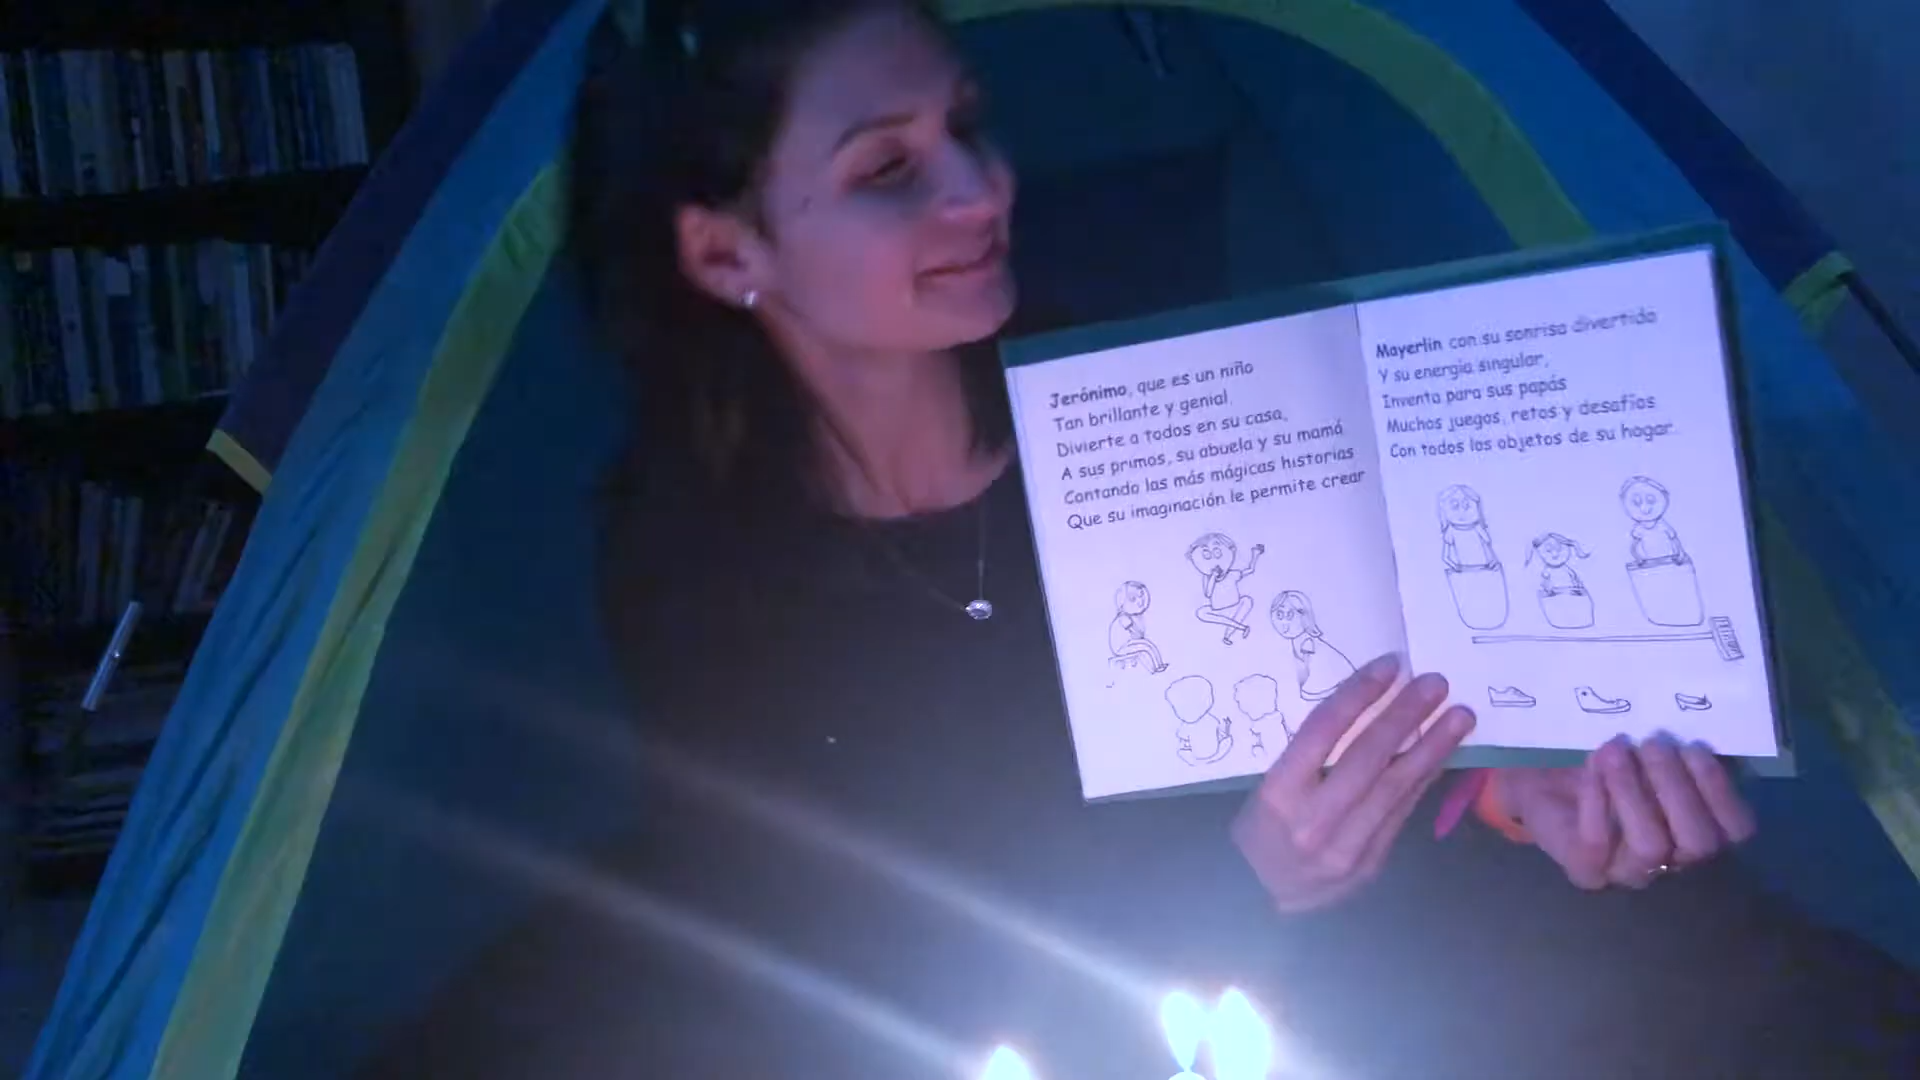 Jerónimo, que es un niño
Tan brillante y genial,
Divierte a todos en su casa,
A sus primos, su abuela y su mamá
Contando las más mágicas historias
Que su imaginación le permite crear
Mayerlin con su sonrisa divertida
Y su energía singular,
Inventa para sus papás
Muchos juegos, retos y desafíos
Con todos los objetos de su hogar.